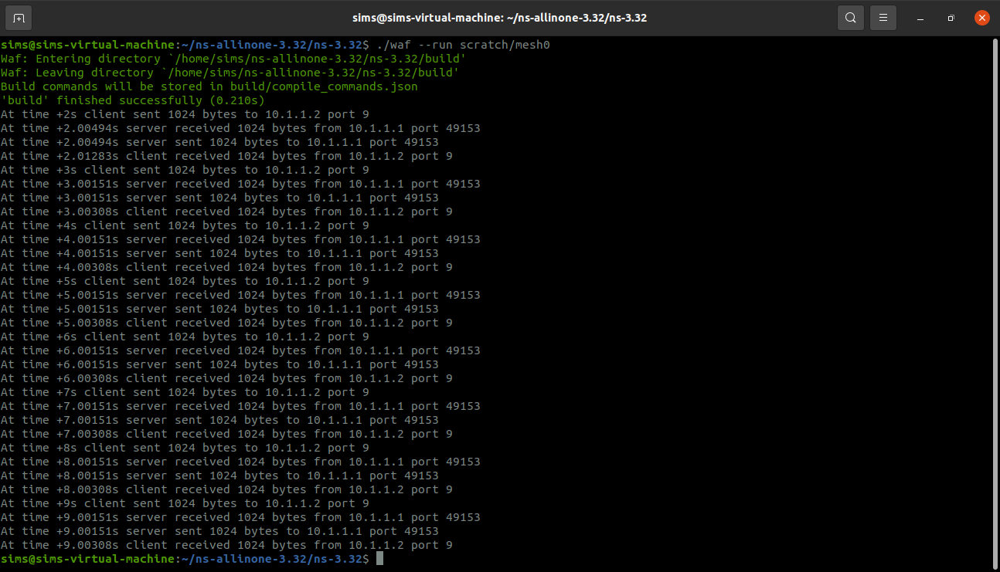 sims@sims-virtual-machine: ~/ns-allinone-3.32/ns-3.32
sims@sims-virtual-machine:~/ns-allinone-3.32/ns-3.32$ ./waf --run scratch/mesh0
Waf: Entering directory `/home/sims/ns-allinone-3.32/ns-3.32/build'
Waf: Leaving directory `/home/sims/ns-allinone-3.32/ns-3.32/build'
Build commands will be stored in build/compile_commands.json
'build' finished successfully (0.210s)
At time +2s client sent 1024 bytes to 10.1.1.2 port 9
At time +2.00494s server received 1024 bytes from 10.1.1.1 port 49153
At time +2.00494s server sent 1024 bytes to 10.1.1.1 port 49153
At time +2.01283s client received 1024 bytes from 10.1.1.2 port 9
At time +3s client sent 1024 bytes to 10.1.1.2 port 9
At time +3.00151s server received 1024 bytes from 10.1.1.1 port 49153
At time +3.00151s server sent 1024 bytes to 10.1.1.1 port 49153
At time +3.00308s client received 1024 bytes from 10.1.1.2 port 9
At time +4s client sent 1024 bytes to 10.1.1.2 port 9
At time +4.00151s server received 1024 bytes from 10.1.1.1 port 49153
At time +4.00151s server sent 1024 bytes to 10.1.1.1 port 49153
At time +4.00308s client received 1024 bytes from 10.1.1.2 port 9
At time +5s client sent 1024 bytes to 10.1.1.2 port 9
At time +5.00151s server received 1024 bytes from 10.1.1.1 port 49153
At time +5.00151s server sent 1024 bytes to 10.1.1.1 port 49153
At time +5.00308s client received 1024 bytes from 10.1.1.2 port 9
At time +6s client sent 1024 bytes to 10.1.1.2 port 9
At time +6.00151s server received 1024 bytes from 10.1.1.1 port 49153
At time +6.00151s server sent 1024 bytes to 10.1.1.1 port 49153
At time +6.00308s client received 1024 bytes from 10.1.1.2 port 9
At time +7s client sent 1024 bytes to 10.1.1.2 port 9
At time +7.00151s server received 1024 bytes from 10.1.1.1 port 49153
At time +7.00151s server sent 1024 bytes to 10.1.1.1 port 49153
At time +7.00308s client received 1024 bytes from 10.1.1.2 port 9
At time +8s client sent 1024 bytes to 10.1.1.2 port 9
At time +8.00151s server received 1024 bytes from 10.1.1.1 port 49153
At time +8.00151s server sent 1024 bytes to 10.1.1.1 port 49153
At time +8.00308s client received 1024 bytes from 10.1.1.2 port 9
At time +9s client sent 1024 bytes to 10.1.1.2 port 9
At time +9.00151s server received 1024 bytes from 10.1.1.1 port 49153
At time +9.00151s server sent 1024 bytes to 10.1.1.1 port 49153
At time +9.00308s client received 1024 bytes from 10.1.1.2 port 9
sims@sims-virtual-machine:~/ns-allinone-3.32/ns-3.32$